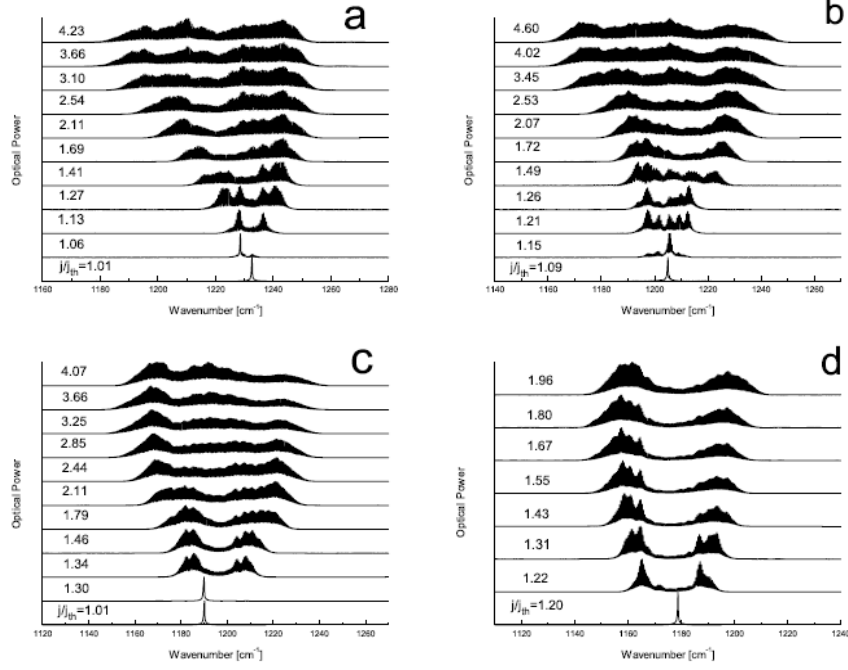 a
4.23
3.66
3.10
2.54
2.11
1.69
1.41
1.27
1.13
1.06
j/jth=1.01
Optical Power
1160 1180 1200 1220 1240 1260 1280
Wavenumber [cm-1]
b
4.60
4.02
3.45
2.53
2.07
1.72
1.49
1.26
1.21
1.15
j/jth=1.09
Optical Power
1140 1160 1180 1200 1220 1240 1260
Wavenumber [cm-1]
c
4.07
3.66
3.25
2.85
2.44
2.11
1.79
1.46
1.34
1.30
j/jth=1.01
Optical Power
1120 1140 1160 1180 1200 1220 1240 1260
Wavenumber [cm-1]
d
1.96
1.80
1.67
1.55
1.43
1.31
1.22
j/jth=1.20
Optical Power
1120 1140 1160 1180 1200 1220 1240
Wavenumber [cm-1]